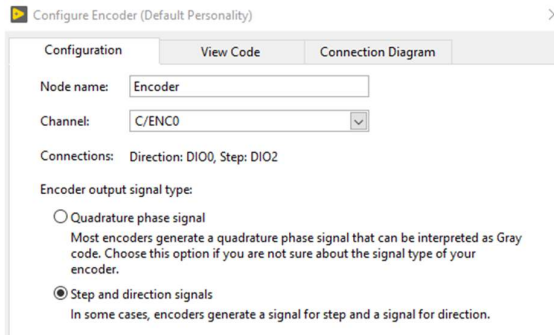 Configure Encoder (Default Personality)
Configuration
View Code
Connection Diagram
Node name:
Encoder
Channel:
C/ENC0
Connections:
Direction: DIO0, Step: DIO2
Encoder output signal type:
Quadrature phase signal
Most encoders generate a quadrature phase signal that can be interpreted as Gray
code. Choose this option if you are not sure about the signal type of your
encoder.
Step and direction signals
In some cases, encoders generate a signal for step and a signal for direction.